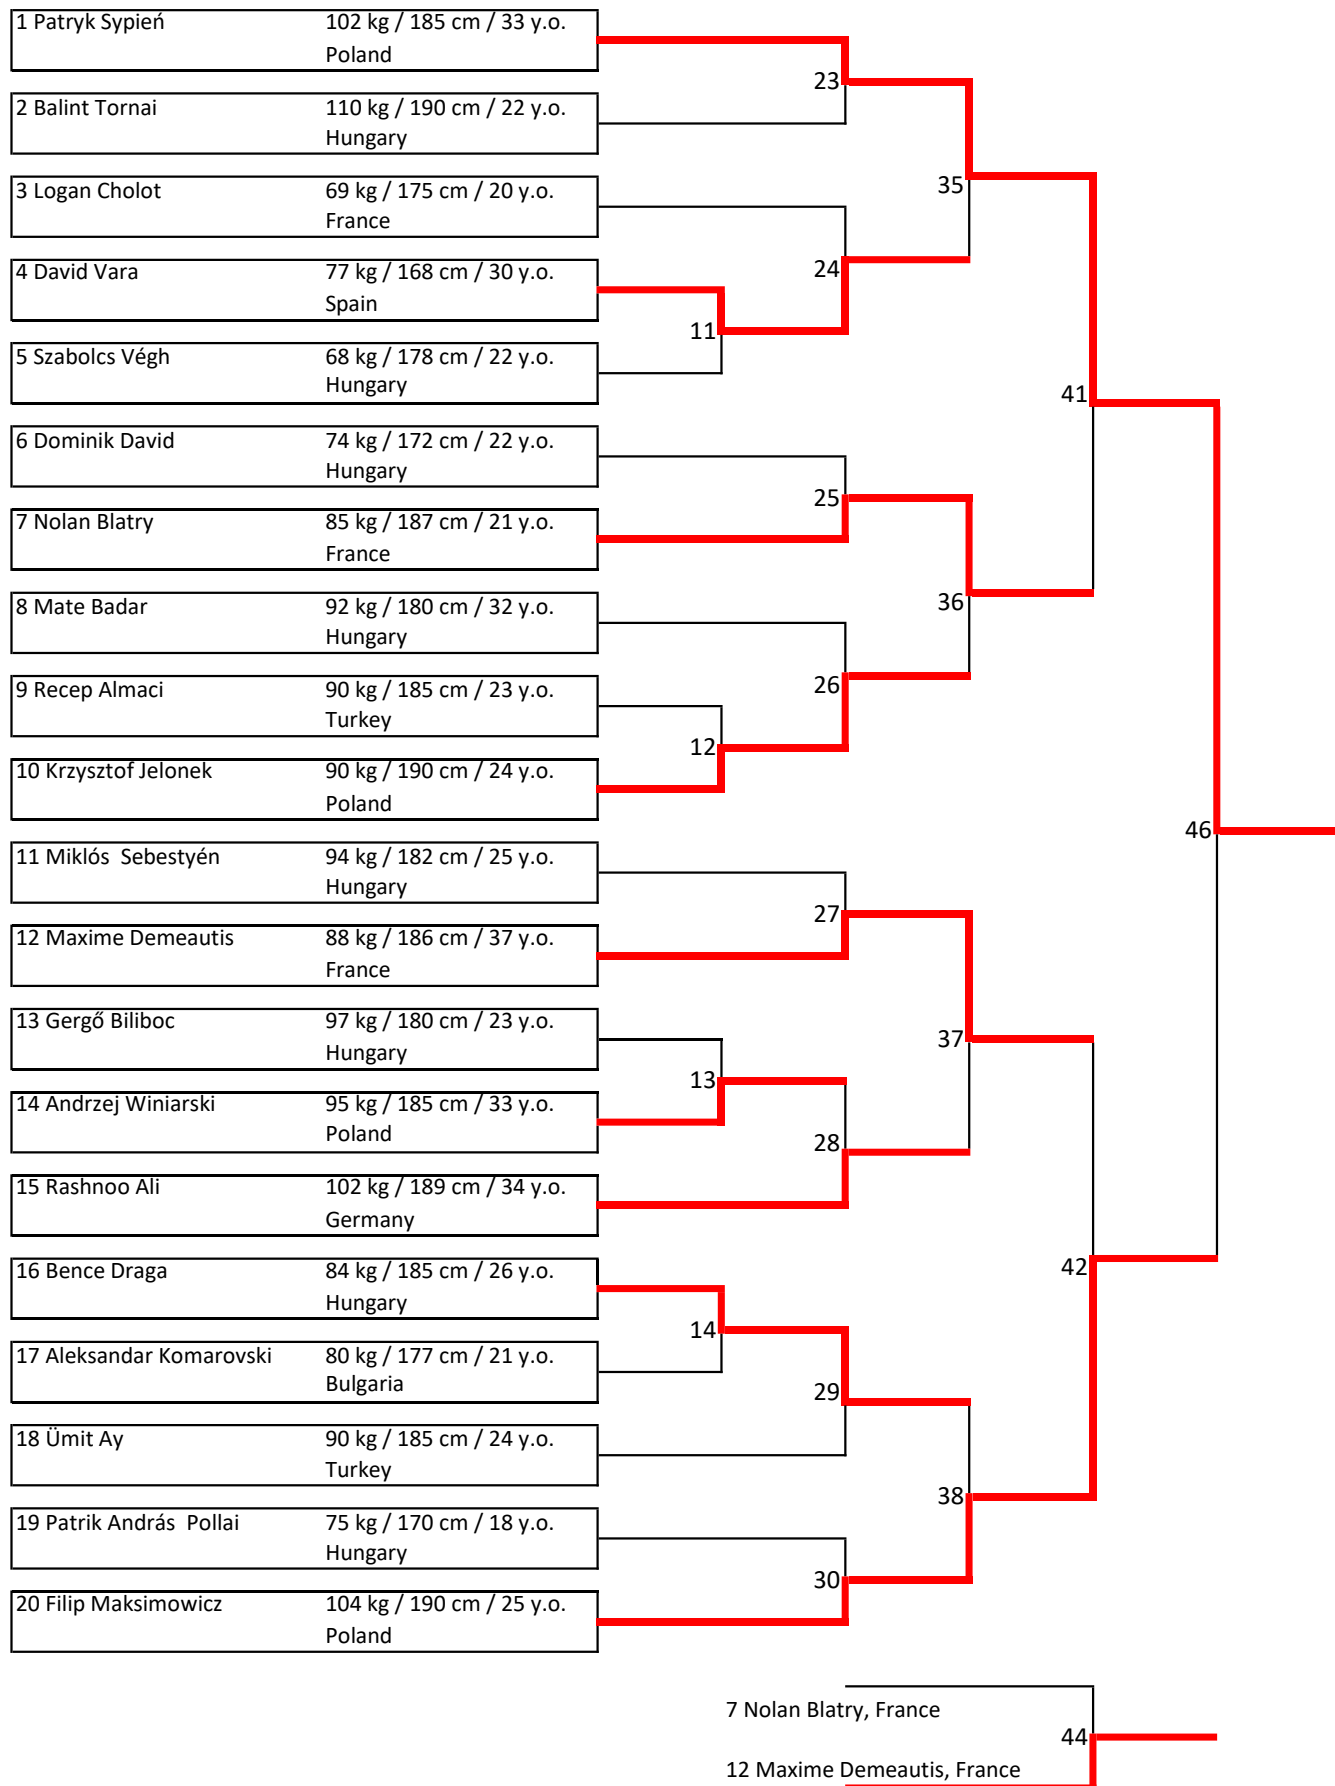 1 Patryk Sypień 102 kg / 185 cm / 33 y.o.
Poland
23
2 Balint Tornai 110 kg / 190 cm / 22 y.o.
Hungary
3 Logan Cholot 69 kg / 175 cm / 20 y.o.
35
France
4 David Vara 77 kg / 168 cm / 30 y.o.
24
Spain
11
5 Szabolcs Végh 68 kg / 178 cm / 22 y.o.
Hungary
41
6 Dominik David 74 kg / 172 cm / 22 y.o.
Hungary
25
7 Nolan Blatry 85 kg / 187 cm / 21 y.o.
France
36
8 Mate Badar 92 kg / 180 cm / 32 y.o.
Hungary
26
9 Recep Almaci 90 kg / 185 cm / 23 y.o.
Turkey
12
10 Krzysztof Jelonek 90 kg / 190 cm / 24 y.o.
Poland
46
11 Miklós  Sebestyén 94 kg / 182 cm / 25 y.o.
Hungary
27
12 Maxime Demeautis 88 kg / 186 cm / 37 y.o.
France
13 Gergő Biliboc 97 kg / 180 cm / 23 y.o.
37
Hungary
13
14 Andrzej Winiarski 95 kg / 185 cm / 33 y.o.
Poland
28
15 Rashnoo Ali 102 kg / 189 cm / 34 y.o.
Germany
42
16 Bence Draga 84 kg / 185 cm / 26 y.o.
Hungary
14
17 Aleksandar Komarovski 80 kg / 177 cm / 21 y.o.
Bulgaria
29
18 Ümit Ay 90 kg / 185 cm / 24 y.o.
Turkey
38
19 Patrik András  Pollai 75 kg / 170 cm / 18 y.o.
Hungary
30
20 Filip Maksimowicz 104 kg / 190 cm / 25 y.o.
Poland
7 Nolan Blatry, France
44
12 Maxime Demeautis, France